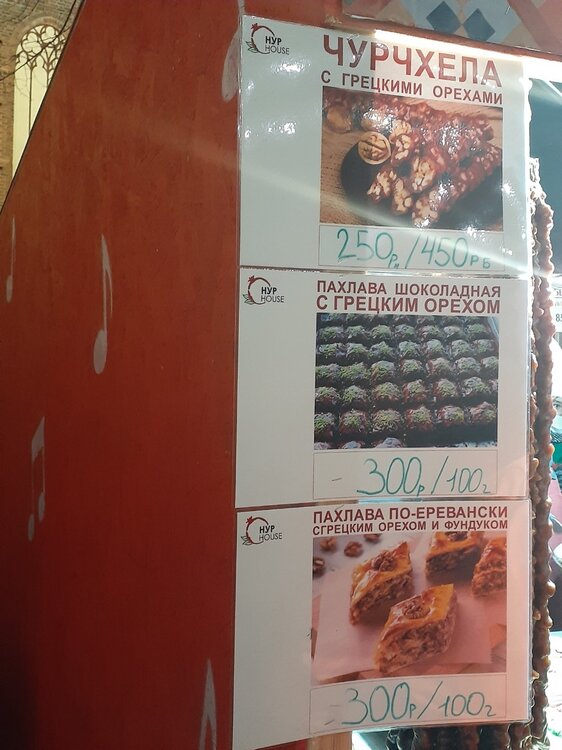 НУР
HOUSE
ЧУРЧХЕЛА
С ГРЕЦКИМИ ОРЕХАМИ
250р/450рб
НУР
HOUSE
ПАХЛАВА ШОКОЛАДНАЯ
С ГРЕЦКИМ ОРЕХОМ
300р/100г
НУР
HOUSE
ПАХЛАВА ПО-ЕРЕВАНСКИ
СГРЕЦКИМ ОРЕХОМ И ФУНДУКОМ
300р/100г